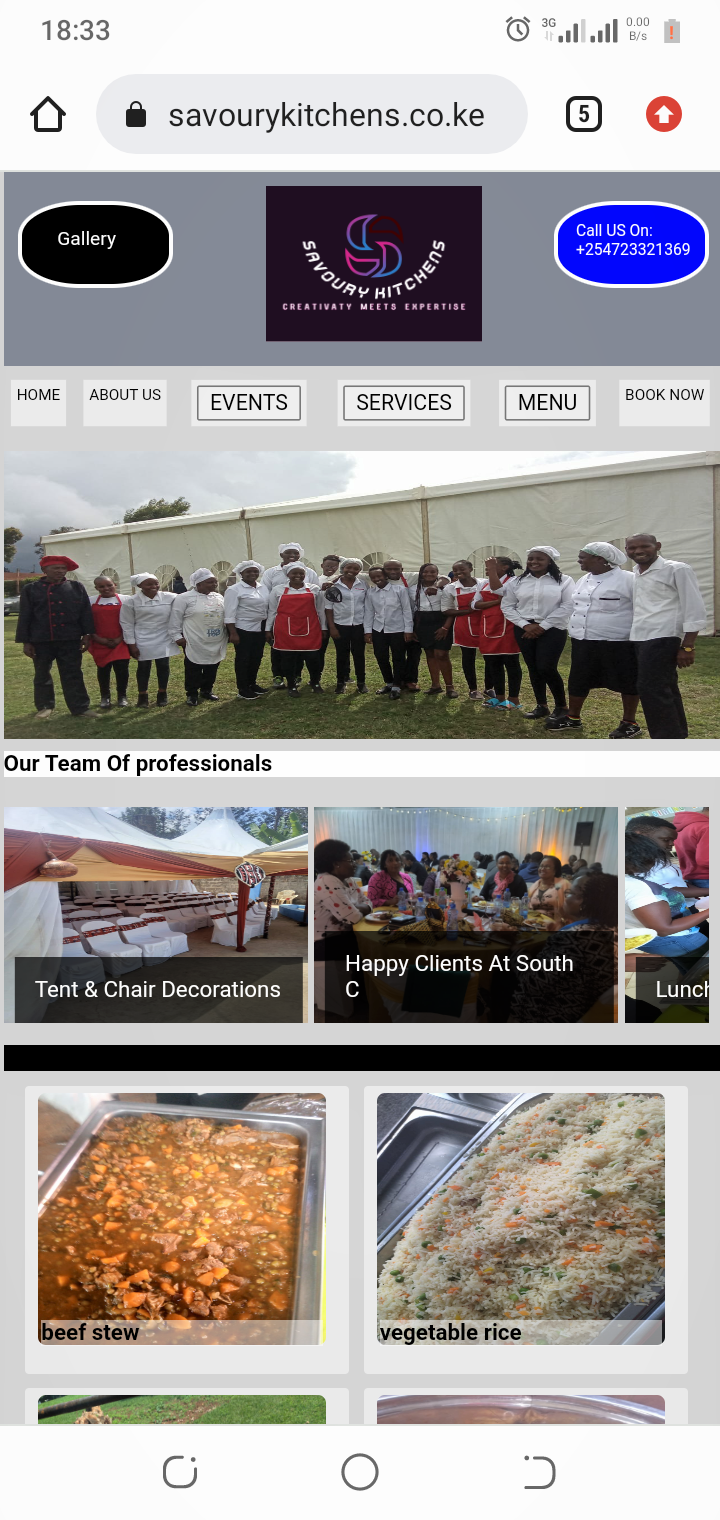 18:33
3G
0.00
B/s
savourykitchens.co.ke
5
Gallery
SAVOURY KITCHENS
CREATIVATY MEETS EXPERTISE
Call US On:
+254723321369
HOME
ABOUT US
EVENTS
SERVICES
MENU
BOOK NOW
Our Team Of professionals
Tent & Chair Decorations
Happy Clients At South
C
Lunch
beef stew
vegetable rice